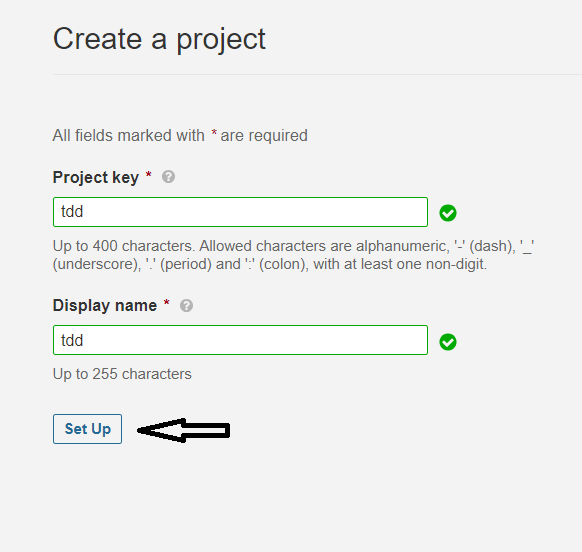 Create a project
All fields marked with * are required
Project key *
tdd
Up to 400 characters. Allowed characters are alphanumeric, '-' (dash), '_'
(underscore), '.' (period) and ':' (colon), with at least one non-digit.
Display name *
tdd
Up to 255 characters
Set Up